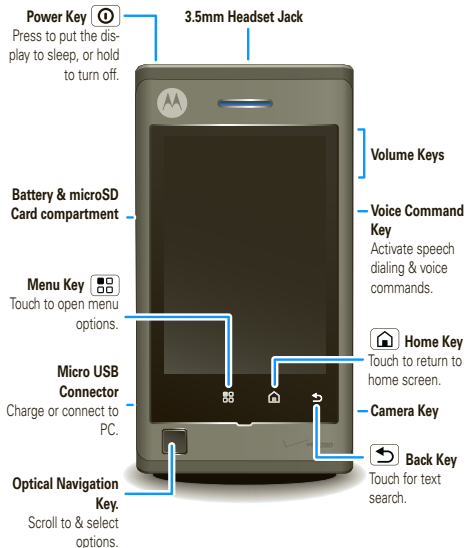 Power Key
Press to put the dis-
play to sleep, or hold
to turn off.
3.5mm Headset Jack
Volume Keys
Battery & microSD
Card compartment
Voice Command
Key
Activate speech
dialing & voice
commands.
Menu Key
Touch to open menu
options.
Home Key
Touch to return to
home screen.
Micro USB
Connector
Charge or connect to
PC.
Camera Key
Back Key
Touch for text
search.
Optical Navigation
Key.
Scroll to & select
options.
verizon